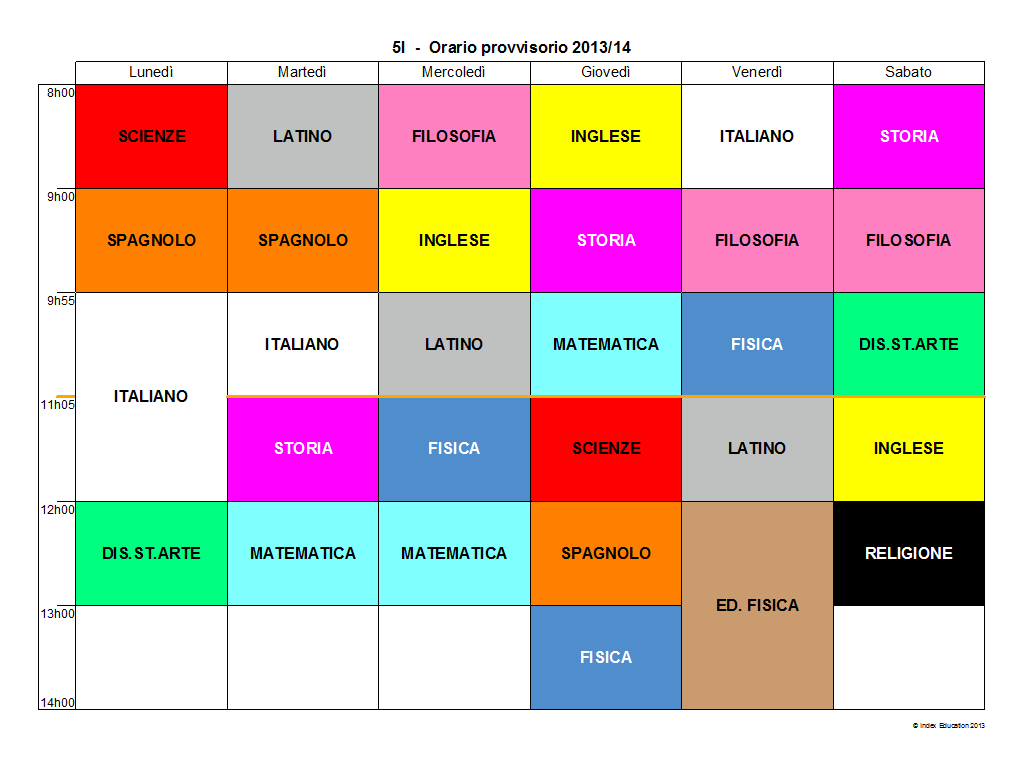 5I - Orario provvisorio 2013/14
Lunedì Martedì Mercoledì Giovedì Venerdì Sabato
8h00
SCIENZE LATINO FILOSOFIA INGLESE ITALIANO STORIA
9h00
SPAGNOLO SPAGNOLO INGLESE STORIA FILOSOFIA FILOSOFIA
9h55
ITALIANO LATINO MATEMATICA FISICA DIS.ST.ARTE
ITALIANO
11h05
STORIA FISICA SCIENZE LATINO INGLESE
12h00
DIS.ST.ARTE MATEMATICA MATEMATICA SPAGNOLO RELIGIONE
ED. FISICA
13h00
FISICA
14h00
© Index Education 2013